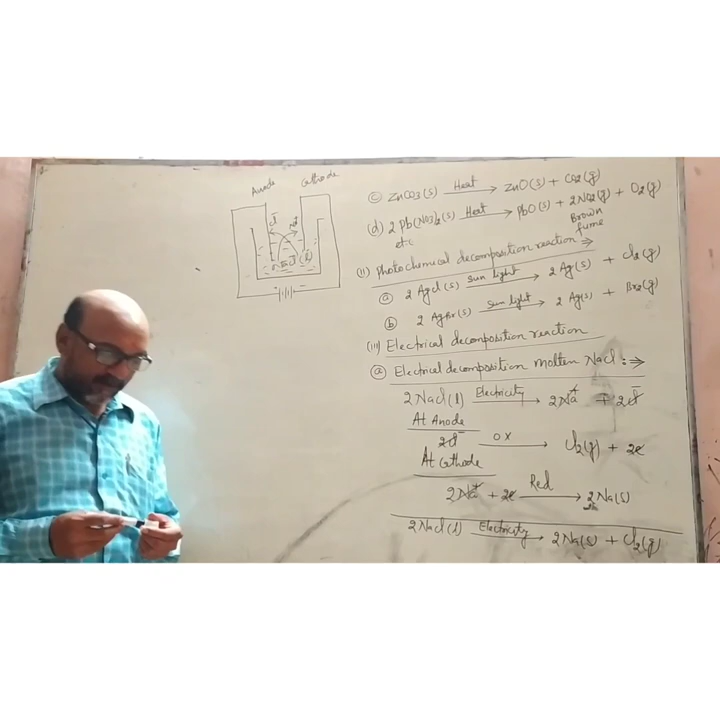 Anode Cathode
(c) ZnCO3(s) Heat → ZnO(s) + CO2(g)
(d) 2 Pb(NO3)2(s) Heat → PbO(s) + 2NO2(g) + O2(g)
etc
Brown
fume
(ii) Photochemical decomposition reaction ⇒
(a) 2 AgCl(s) Sun light → 2 Ag(s) + Cl2(g)
(b) 2 AgBr(s) Sun light → 2 Ag(s) + Br2(g)
(iii) Electrical decomposition reaction
(a) Electrical decomposition Molten NaCl :⇒
2 NaCl(l) Electricity → 2Na⁺ + 2Cl⁻
At Anode
2Cl⁻ OX → Cl2(g) + 2e
At Cathode
2Na⁺ + 2e Red → 2Na(s)
2NaCl(l) Electricity → 2Na(s) + Cl2(g)